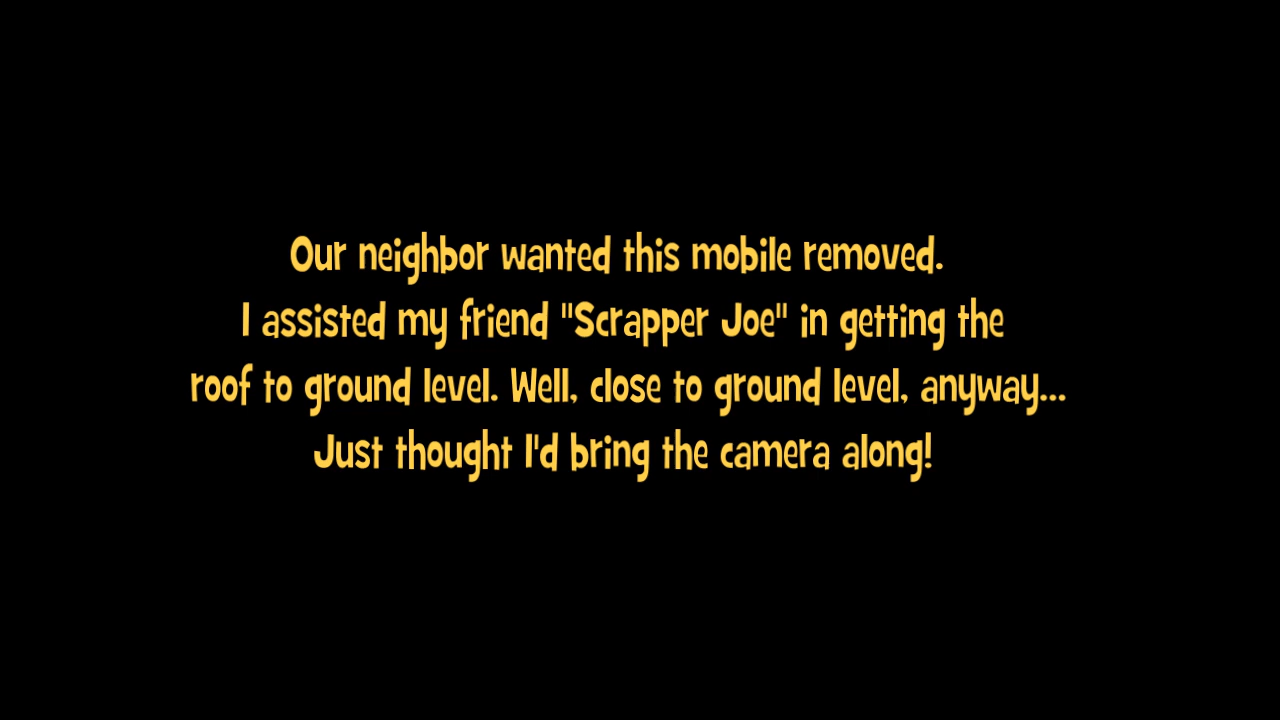 Our neighbor wanted this mobile removed.
I assisted my friend "Scrapper Joe" in getting the
roof to ground level. Well, close to ground level, anyway...
Just thought I'd bring the camera along!